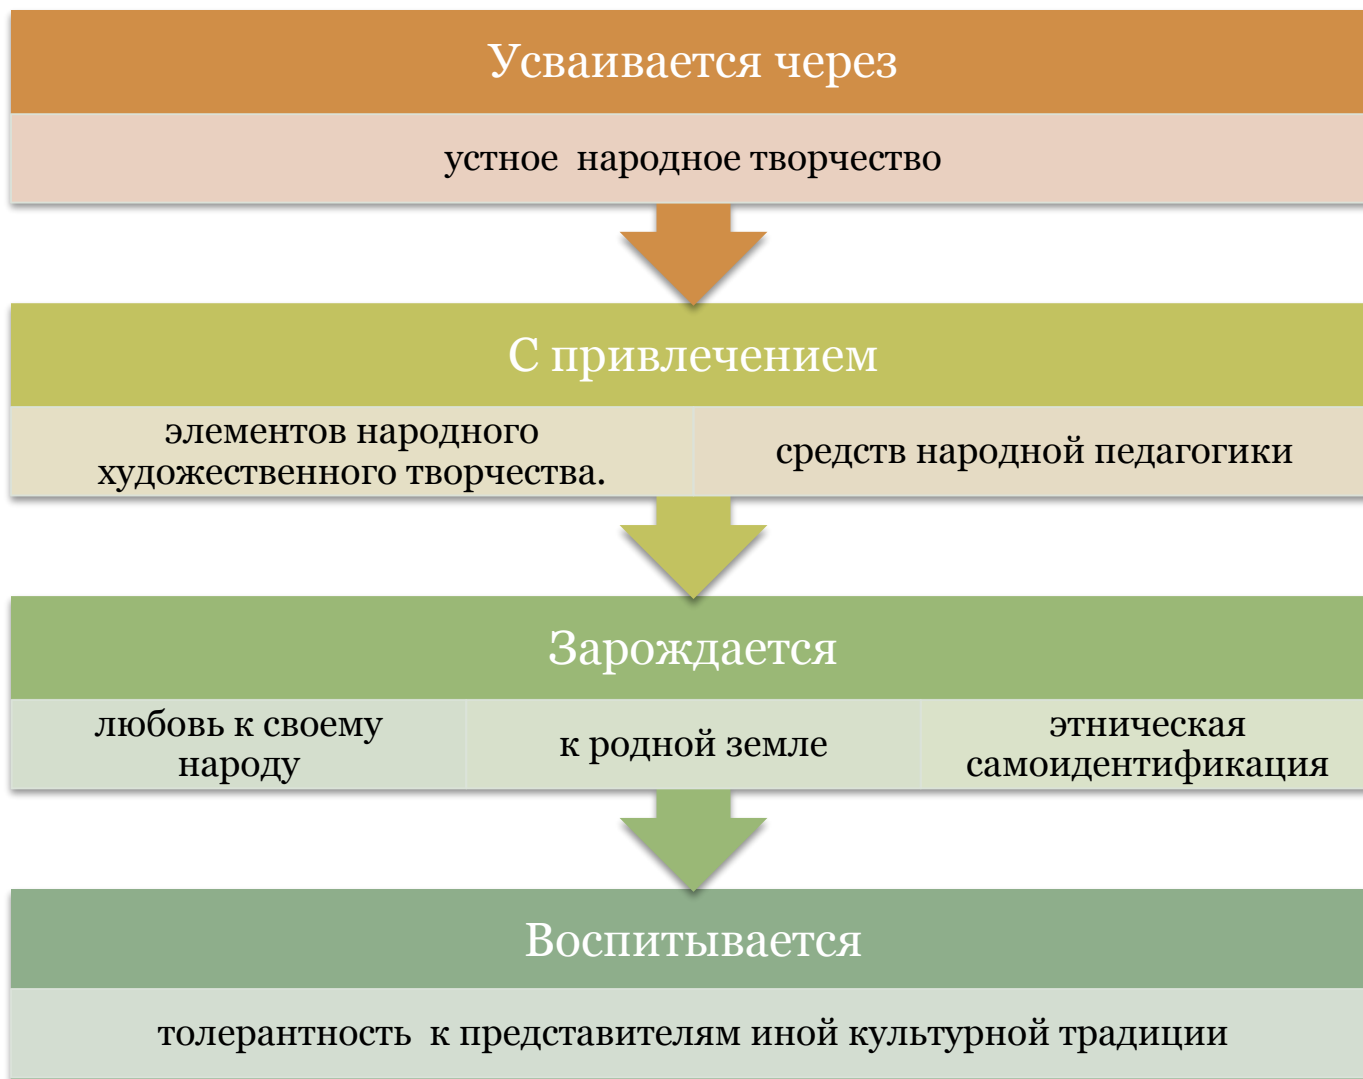 Усваивается через
устное  народное творчество
С привлечением
элементов народного
художественного творчества.
средств народной педагогики
Зарождается
любовь к своему
народу
к родной земле
этническая
самоидентификация
Воспитывается
толерантность  к представителям иной культурной традиции